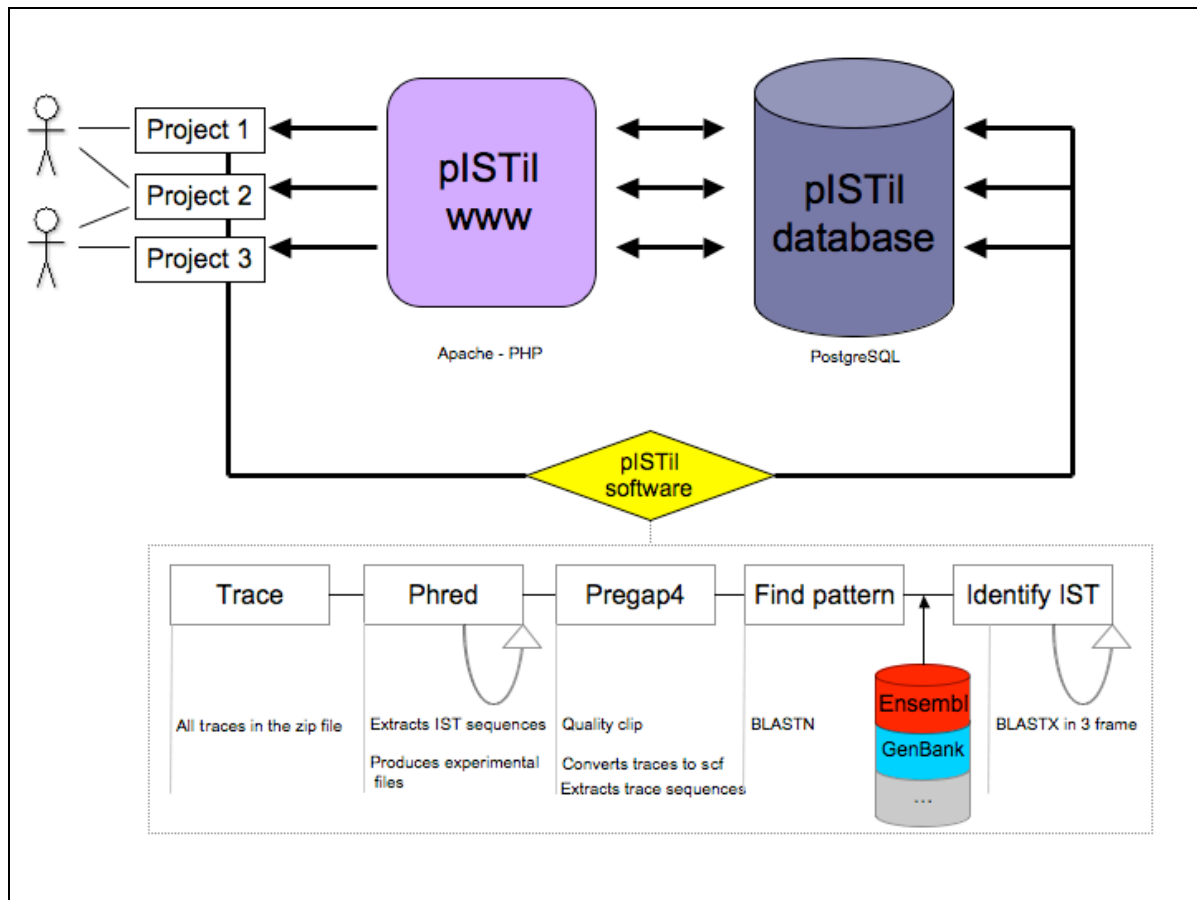 Project 1
Project 2
Project 3
pISTil
www
Apache - PHP
pISTil
database
PostgreSQL
pISTil
software
Trace
Phred
Pregap4
Find pattern
Identify IST
All traces in the zip file
Extracts IST sequences
Produces experimental
files
Quality clip
Converts traces to scf
Extracts trace sequences
BLASTN
Ensembl
GenBank
...
BLASTX in 3 frame